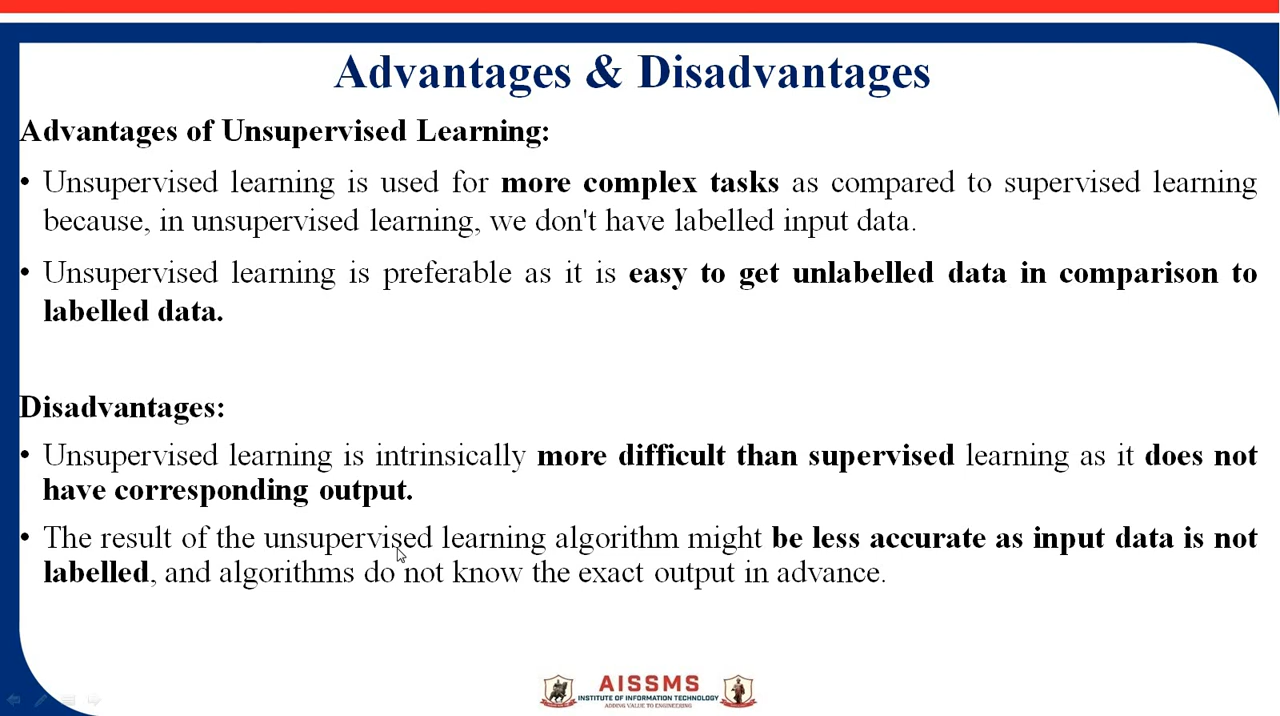 Advantages & Disadvantages
Advantages of Unsupervised Learning:
• Unsupervised learning is used for more complex tasks as compared to supervised learning
because, in unsupervised learning, we don't have labelled input data.
• Unsupervised learning is preferable as it is easy to get unlabelled data in comparison to
labelled data.
Disadvantages:
• Unsupervised learning is intrinsically more difficult than supervised learning as it does not
have corresponding output.
• The result of the unsupervised learning algorithm might be less accurate as input data is not
labelled, and algorithms do not know the exact output in advance.
AISSMS
INSTITUTE OF INFORMATION TECHNOLOGY
ADDING VALUE TO ENGINEERING